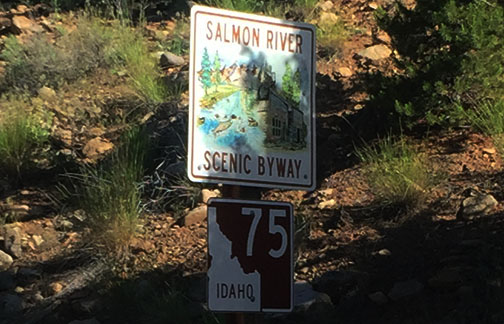 SALMON RIVER
SCENIC BYWAY
75
IDAHO